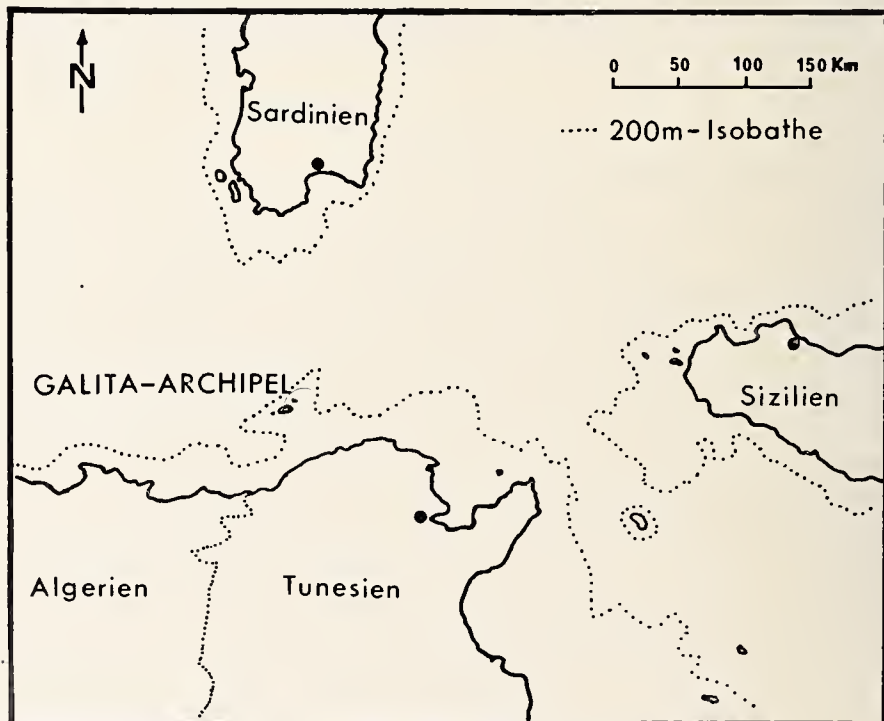 N
0 50 100 150 Km
Sardinien
200m-Isobathe
GALITA-ARCHIPEL
Sizilien
Algerien
Tunesien